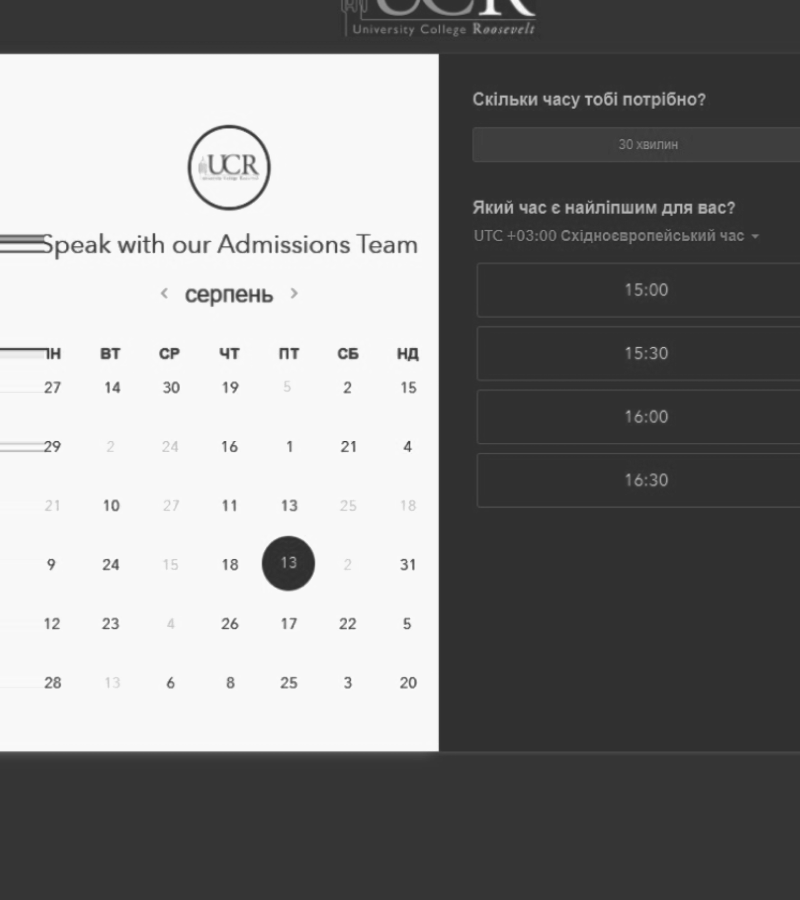 UCR
University College Roosevelt
UCR
Speak with our Admissions Team
серпень
ПН ВТ СР ЧТ ПТ СБ НД
27 14 30 19 5 2 15
29 2 24 16 1 21 4
21 10 27 11 13 25 18
9 24 15 18 13 2 31
12 23 4 26 17 22 5
28 13 6 8 25 3 20
Скільки часу тобі потрібно?
30 хвилин
Який час є найліпшим для вас?
UTC +03:00 Східноєвропейський час
15:00
15:30
16:00
16:30